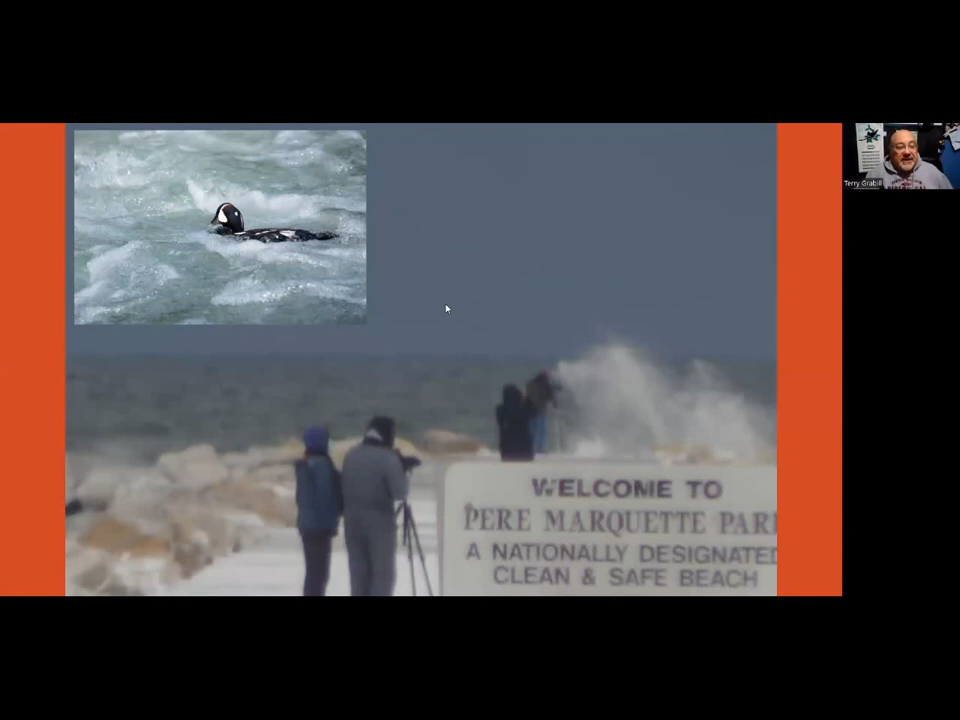 Terry Grabill
WELCOME TO
PERE MARQUETTE PAR
A NATIONALLY DESIGNATED
CLEAN & SAFE BEACH